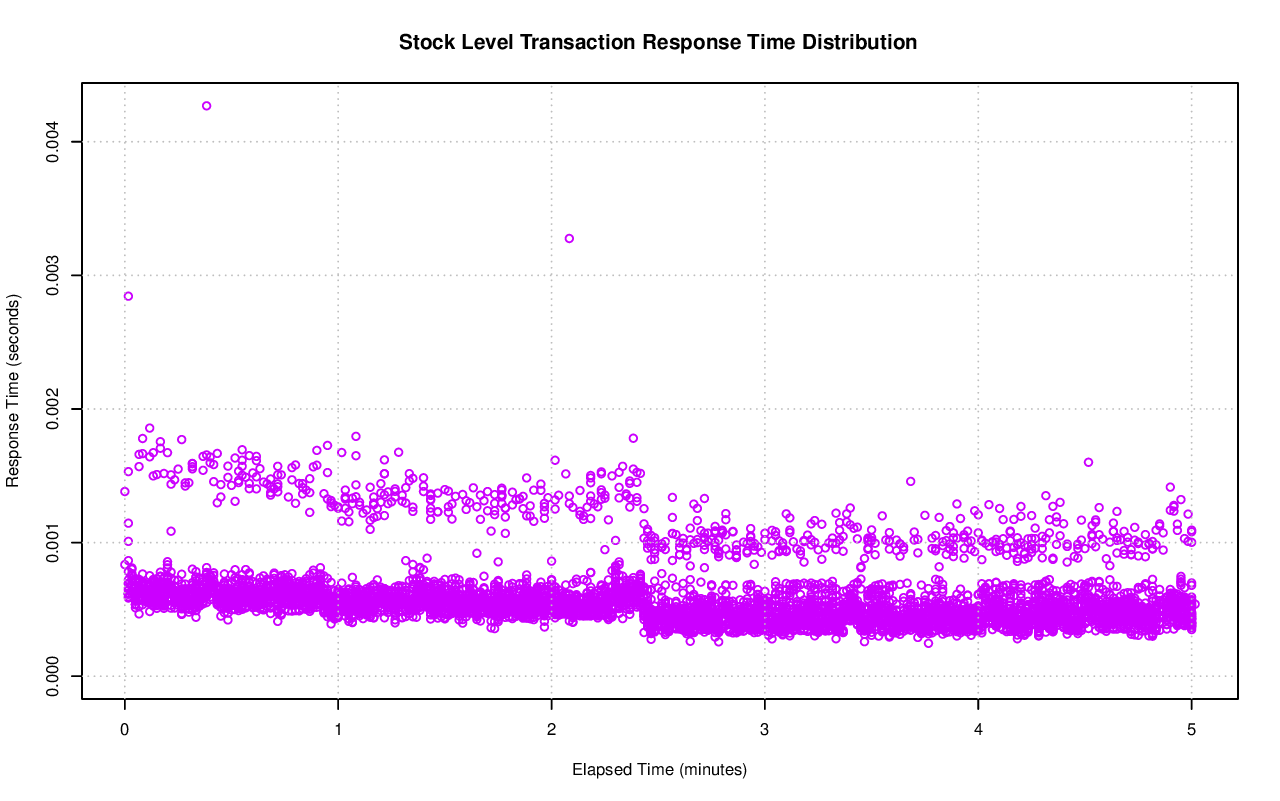 Stock Level Transaction Response Time Distribution
Response Time (seconds)
0.004
0.003
0.002
0.001
0.000
0 1 2 3 4 5
Elapsed Time (minutes)